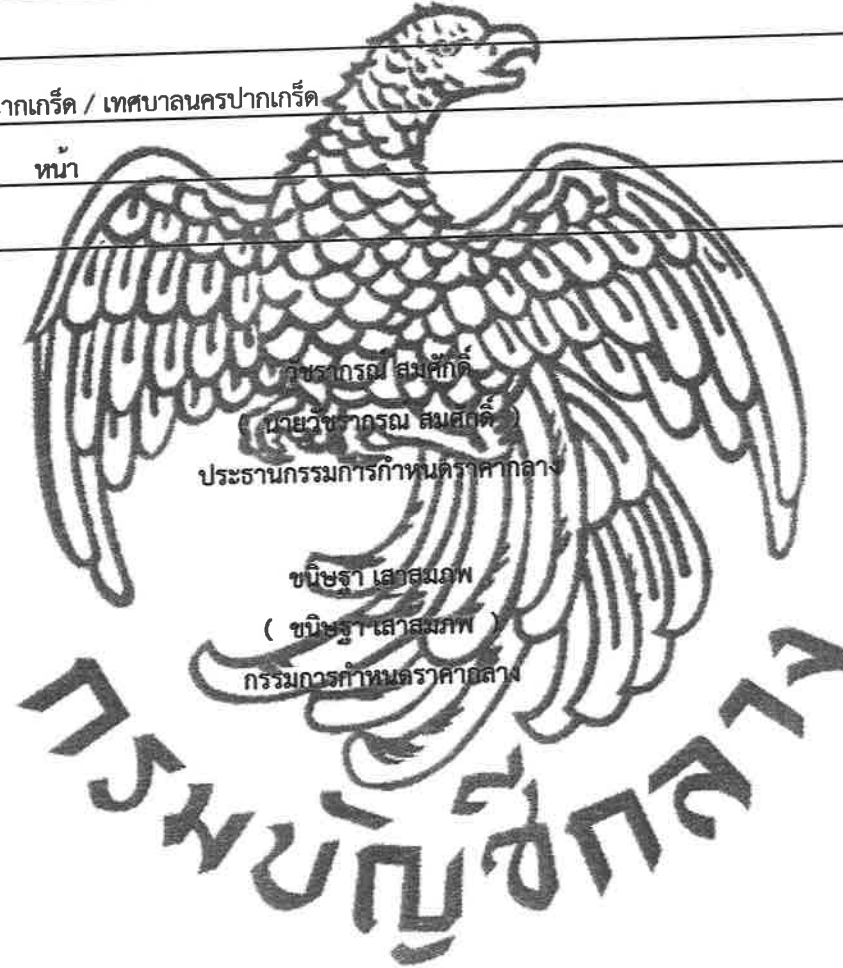 ากเกร็ด / เทศบาลนครปากเกร็ด
หน้า
วัชราภรณ์ สมศักดิ์
( นายวัชราภรณ์ สมศักดิ์ )
ประธานกรรมการกำหนดราคากลาง
ขนิษฐา เสาสมภพ
( ขนิษฐา เสาสมภพ )
กรรมการกำหนดราคากลาง
กรมบัญชีกลาง